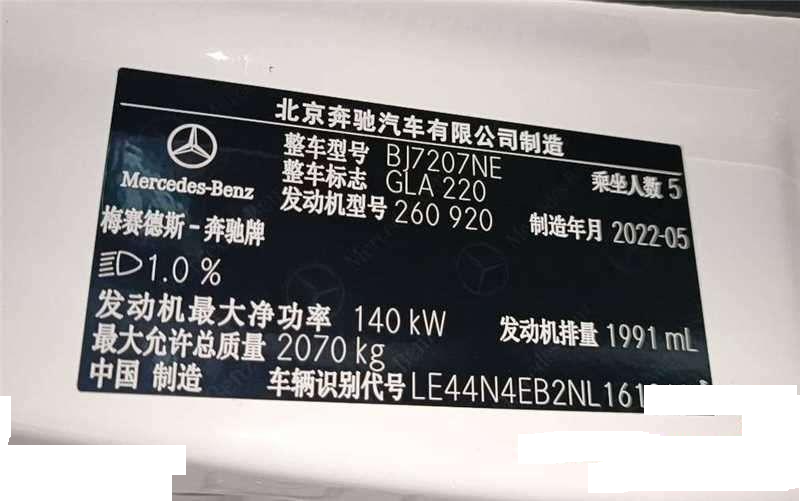 北京奔驰汽车有限公司制造
Mercedes-Benz
梅赛德斯-奔驰牌
整车型号 BJ7207NE
整车标志 GLA 220
乘坐人数 5
发动机型号 260 920
制造年月 2022-05
1.0 %
发动机最大净功率 140 kW
发动机排量 1991 mL
最大允许总质量 2070 kg
中国 制造
车辆识别代号 LE44N4EB2NL161